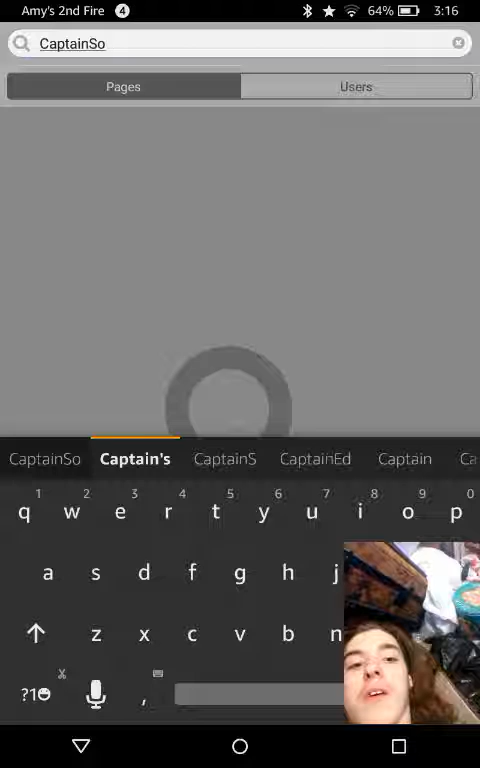 Amy's 2nd Fire 4 64% 3:16
CaptainSo
Pages Users
CaptainSo Captain's CaptainS CaptainEd Captain Ca
1 2 3 4 5 6 7 8 9 0
q w e r t y u i o p
a s d f g h j
z x c v b n
?1 ,